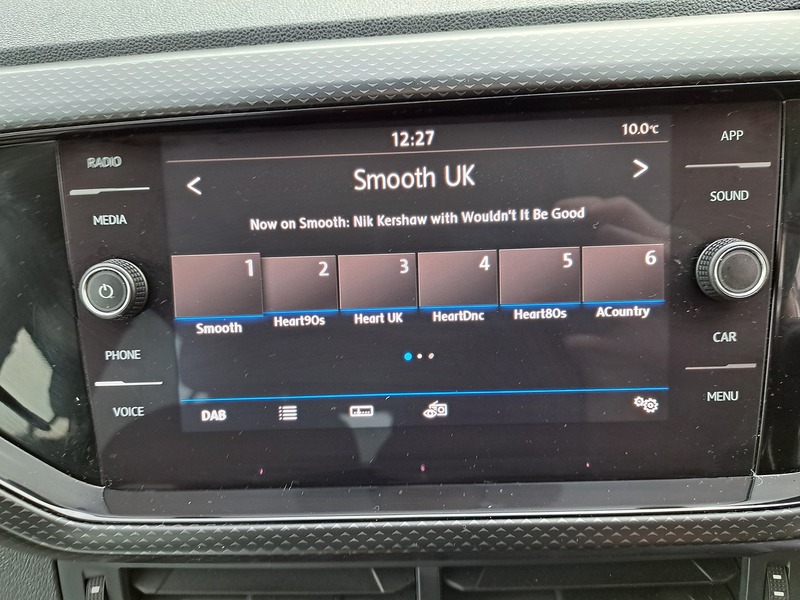 12:27
10.0°C
RADIO
APP
< Smooth UK >
MEDIA
SOUND
Now on Smooth: Nik Kershaw with Wouldn't It Be Good
1 2 3 4 5 6
Smooth Heart90s Heart UK HeartDnc Heart80s ACountry
PHONE
CAR
VOICE
DAB
MENU